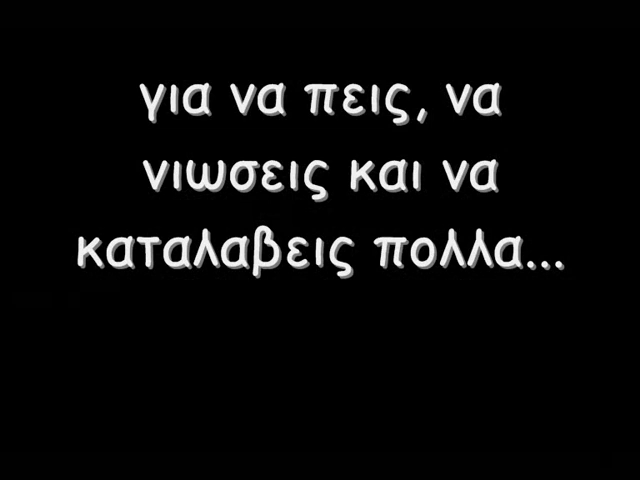 για να πεις, να
νιωσεις και να
καταλαβεις πολλα...